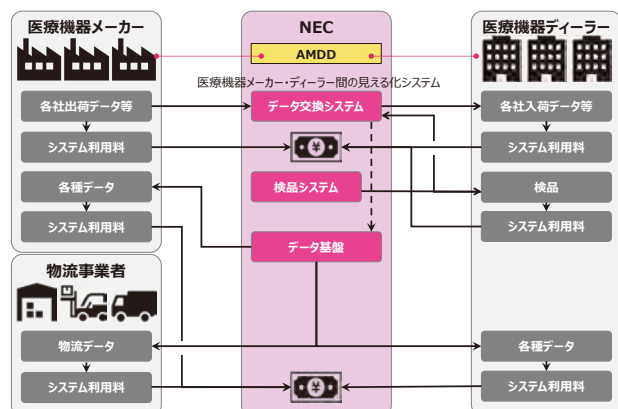 医療機器メーカー
各社出荷データ等
システム利用料
各種データ
システム利用料
物流事業者
物流データ
システム利用料
NEC
AMDD
医療機器メーカー・ディーラー間の見える化システム
データ交換システム
¥
検品システム
データ基盤
¥
医療機器ディーラー
各社入荷データ等
システム利用料
検品
システム利用料
各種データ
システム利用料